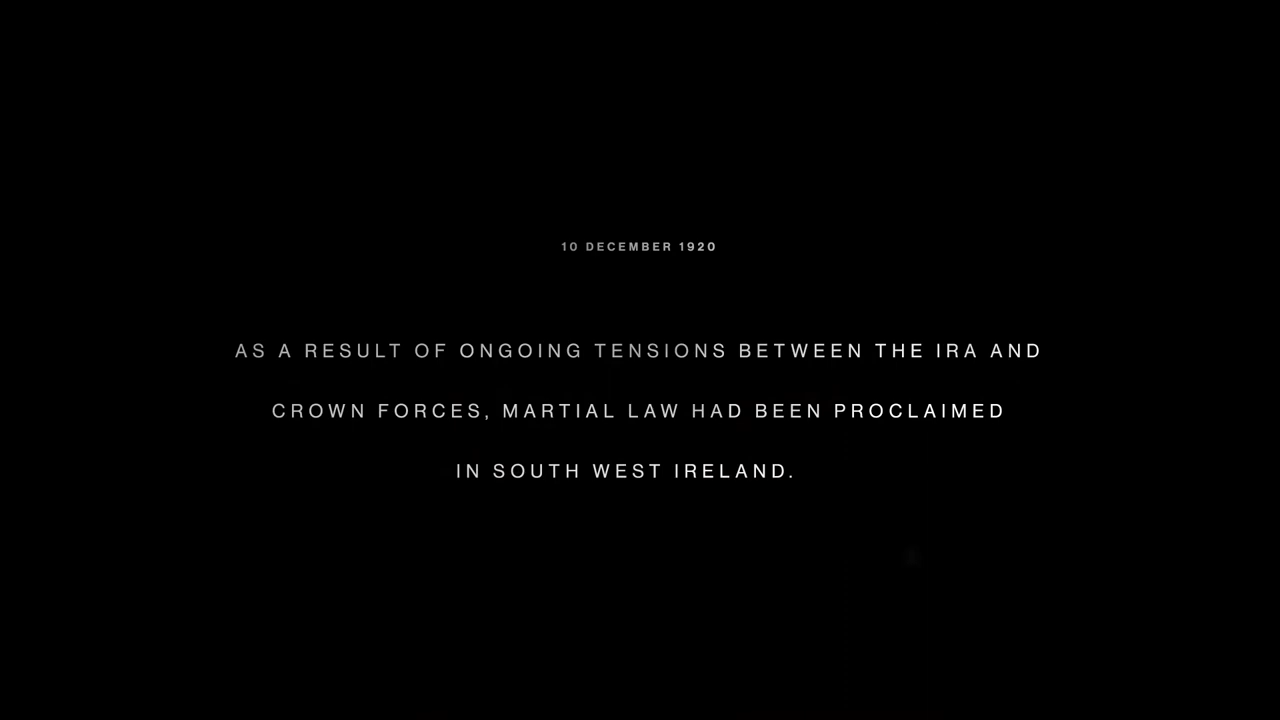 10 DECEMBER 1920
AS A RESULT OF ONGOING TENSIONS BETWEEN THE IRA AND
CROWN FORCES, MARTIAL LAW HAD BEEN PROCLAIMED
IN SOUTH WEST IRELAND.